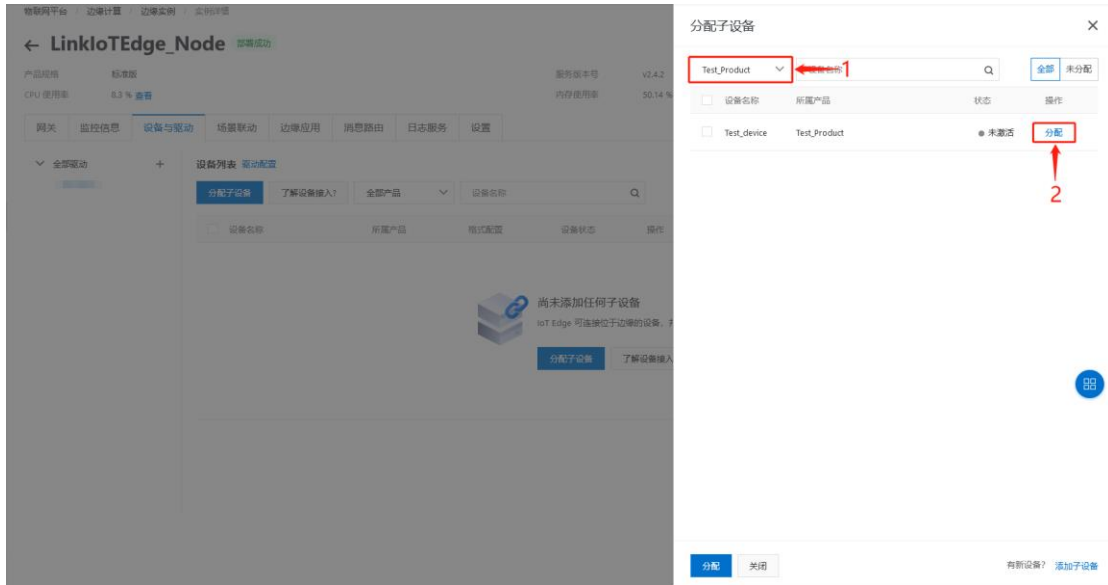 物联网平台 / 边缘计算 / 边缘实例 / 实例详情
← LinkIoTEdge_Node 部署成功
产品规格 标准版 服务版本号 V2.4.2
CPU 使用率 8.3 % 查看 内存使用率 50.14 %
网关 监控信息 设备与驱动 场景联动 边缘应用 消息路由 日志服务 设置
全部驱动 +
设备列表 驱动配置
分配子设备 了解设备接入? 全部产品 设备名称
设备名称 所属产品 格式配置 设备状态 操作
尚未添加任何子设备
IoT Edge 可连接位于边缘的设备,
分配子设备 了解设备接入
分配子设备 ×
Test_Product 1 设备名称 全部 未分配
设备名称 所属产品 状态 操作
Test_device Test_Product 未激活 分配
2
分配 关闭 有新设备? 添加子设备